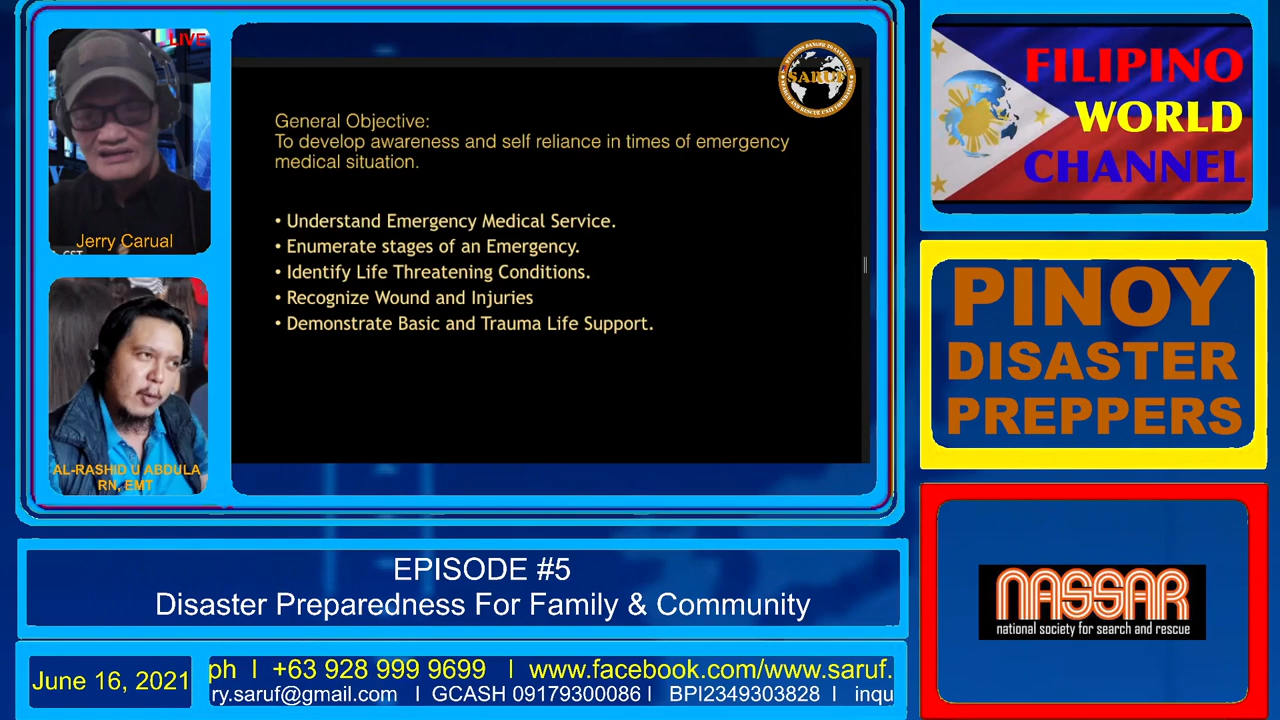 LIVE
Jerry Carual
AL-RASHID U ABDULA
RN, EMT
SARUF
General Objective:
To develop awareness and self reliance in times of emergency
medical situation.
• Understand Emergency Medical Service.
• Enumerate stages of an Emergency.
• Identify Life Threatening Conditions.
• Recognize Wound and Injuries
• Demonstrate Basic and Trauma Life Support.
FILIPINO
WORLD
CHANNEL
PINOY
DISASTER
PREPPERS
NASSAR
national society for search and rescue
EPISODE #5
Disaster Preparedness For Family & Community
June 16, 2021
ph I +63 928 999 9699 I www.facebook.com/www.saruf.
ry.saruf@gmail.com I GCASH 09179300086 I BPI2349303828 I inqu